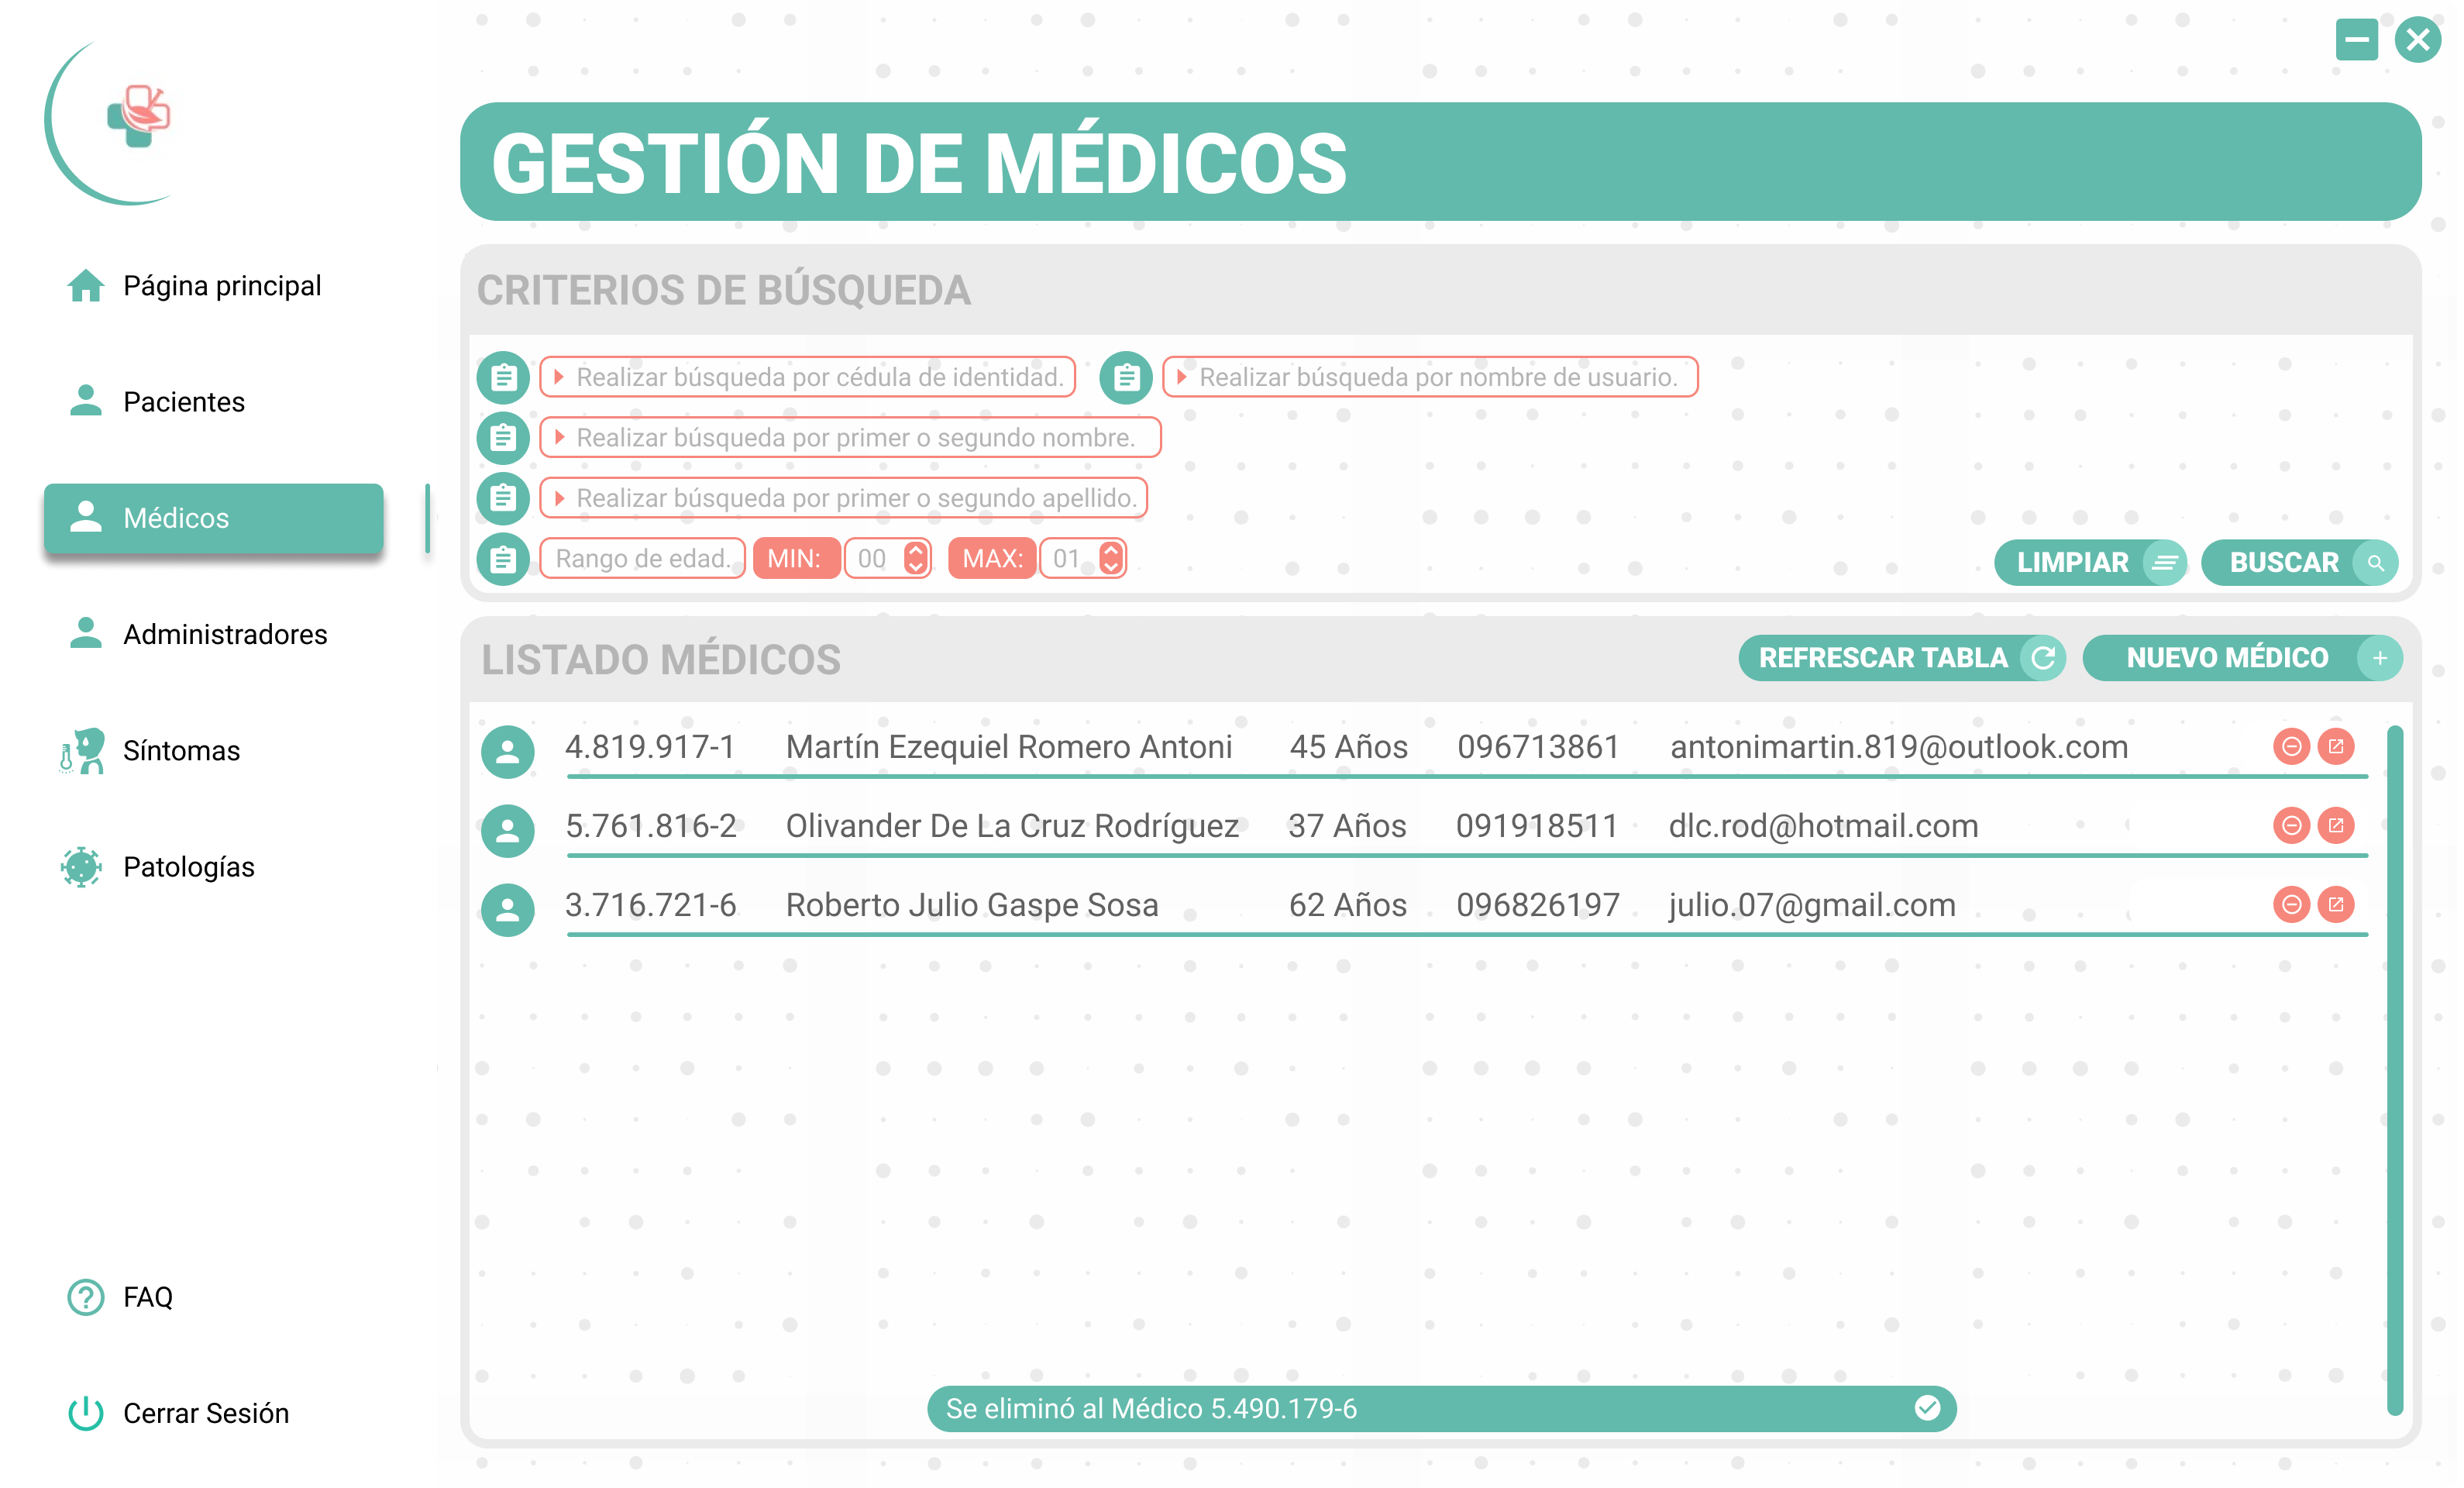 GESTIÓN DE MÉDICOS
Página principal
Pacientes
Médicos
Administradores
Síntomas
Patologías
FAQ
Cerrar Sesión
CRITERIOS DE BÚSQUEDA
Realizar búsqueda por cédula de identidad. Realizar búsqueda por nombre de usuario.
Realizar búsqueda por primer o segundo nombre.
Realizar búsqueda por primer o segundo apellido.
Rango de edad. MIN: 00 MAX: 01 LIMPIAR BUSCAR
LISTADO MÉDICOS REFRESCAR TABLA NUEVO MÉDICO
4.819.917-1 Martín Ezequiel Romero Antoni 45 Años 096713861 antonimartin.819@outlook.com
5.761.816-2 Olivander De La Cruz Rodríguez 37 Años 091918511 dlc.rod@hotmail.com
3.716.721-6 Roberto Julio Gaspe Sosa 62 Años 096826197 julio.07@gmail.com
Se eliminó al Médico 5.490.179-6